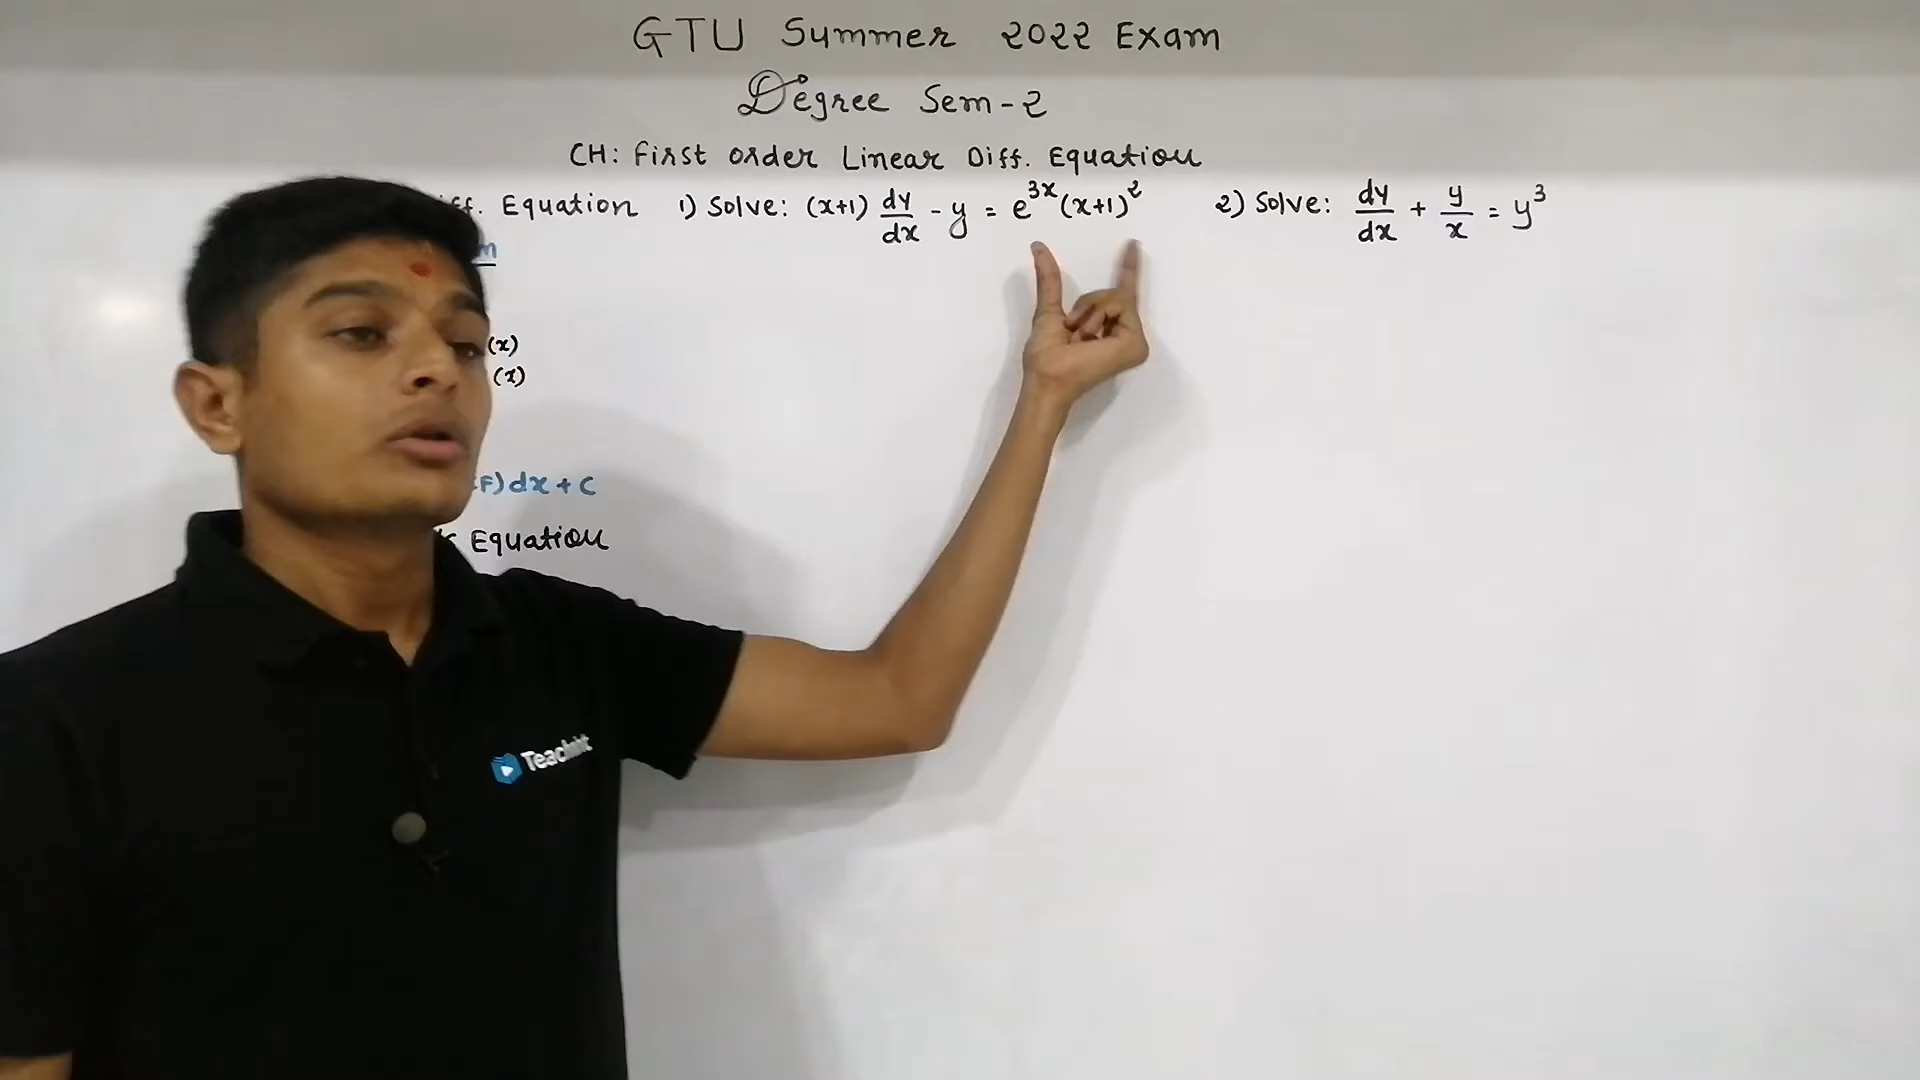 GTU Summer 2022 Exam
Degree Sem-2
CH: First order Linear Diff. Equation
iff. Equation 1) Solve: (x+1) dy/dx - y = e^3x (x+1)^2 2) Solve: dy/dx + y/x = y^3
m
(x)
(x)
F) dx + C
Equation
Teach